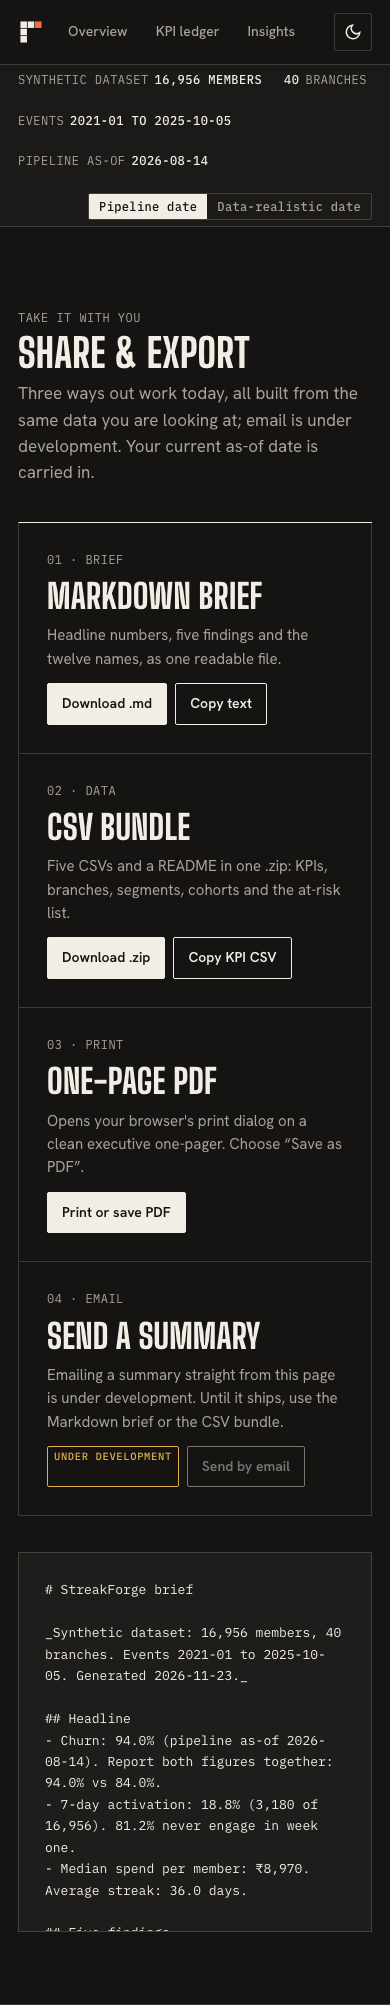 Overview KPI ledger Insights
SYNTHETIC DATASET 16,956 MEMBERS 40 BRANCHES
EVENTS 2021-01 TO 2025-10-05
PIPELINE AS-OF 2026-08-14
Pipeline date Data-realistic date
TAKE IT WITH YOU
SHARE & EXPORT
Three ways out work today, all built from the
same data you are looking at; email is under
development. Your current as-of date is
carried in.
01 · BRIEF
MARKDOWN BRIEF
Headline numbers, five findings and the
twelve names, as one readable file.
Download .md Copy text
02 · DATA
CSV BUNDLE
Five CSVs and a README in one .zip: KPIs,
branches, segments, cohorts and the at-risk
list.
Download .zip Copy KPI CSV
03 · PRINT
ONE-PAGE PDF
Opens your browser's print dialog on a
clean executive one-pager. Choose “Save as
PDF”.
Print or save PDF
04 · EMAIL
SEND A SUMMARY
Emailing a summary straight from this page
is under development. Until it ships, use the
Markdown brief or the CSV bundle.
UNDER DEVELOPMENT Send by email
# StreakForge brief
_Synthetic dataset: 16,956 members, 40
branches. Events 2021-01 to 2025-10-
05. Generated 2026-11-23._
## Headline
- Churn: 94.0% (pipeline as-of 2026-
08-14). Report both figures together:
94.0% vs 84.0%.
- 7-day activation: 18.8% (3,180 of
16,956). 81.2% never engage in week
one.
- Median spend per member: ₹8,970.
Average streak: 36.0 days.
## Five findings